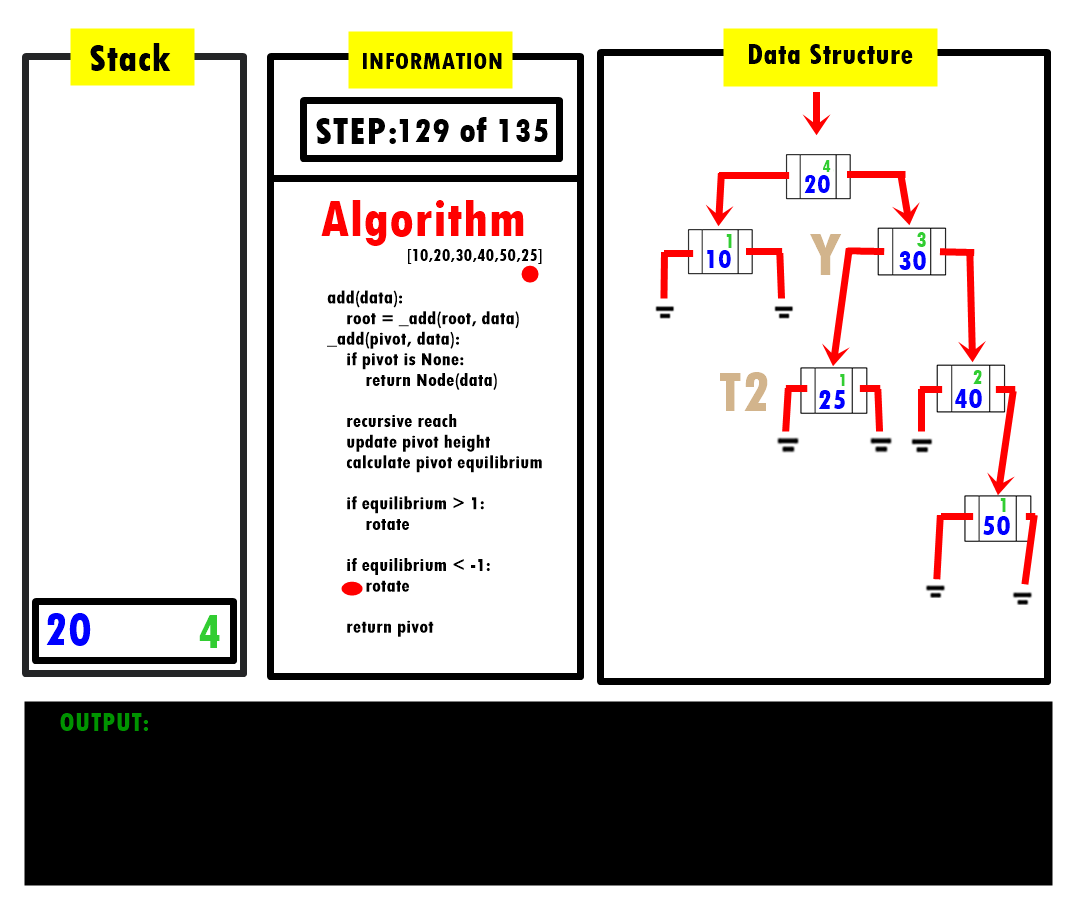 Stack
20 4
INFORMATION
STEP:129 of 135
Algorithm
[10,20,30,40,50,25]
add(data):
root = _add(root, data)
_add(pivot, data):
if pivot is None:
return Node(data)
recursive reach
update pivot height
calculate pivot equilibrium
if equilibrium > 1:
rotate
if equilibrium < -1:
rotate
return pivot
Data Structure
4
20
1
10
Y
3
30
T2
1
25
2
40
1
50
OUTPUT: